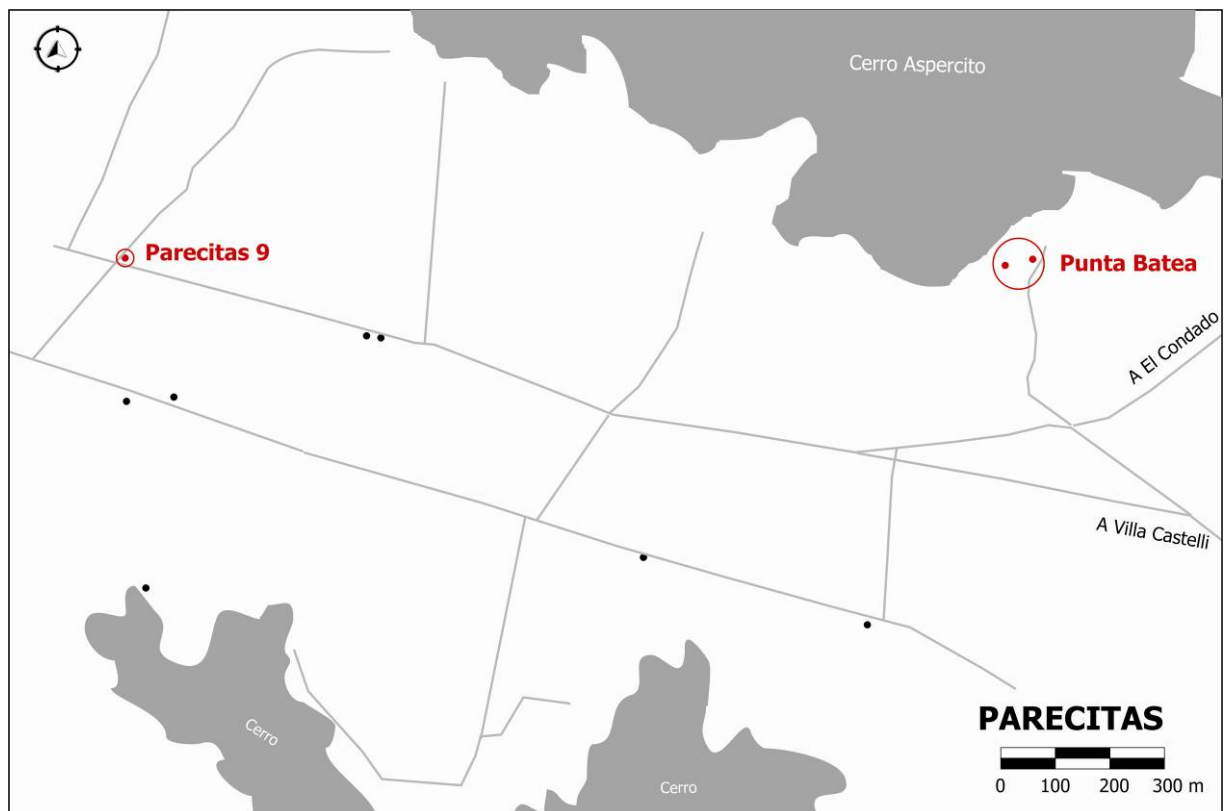 Cerro Aspercito
Parecitas 9
Punta Batea
A El Condado
A Villa Castelli
Cerro
Cerro
PARECITAS
0 100 200 300 m